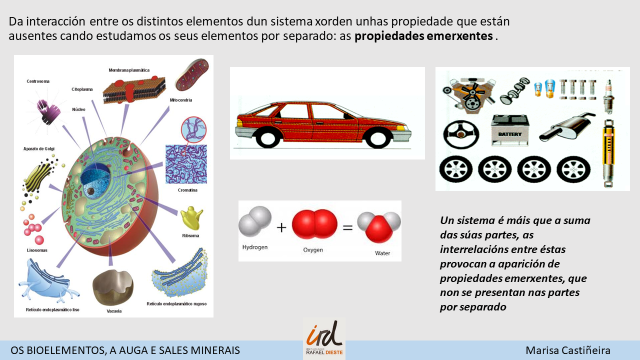 Da interacción entre os distintos elementos dun sistema xorden unhas propiedade que están
ausentes cando estudamos os seus elementos por separado: as propiedades emerxentes .
Membrana plasmática
Centrosoma
Citoplasma
Mitocondria
Núcleo
Aparato de Golgi
Cromatina
Ribosoma
Lisosomas
Retículo endoplasmático liso
Vacuola
Retículo endoplasmático rugoso
BATTERY
Hydrogen
+
Oxygen
=
Water
Un sistema é máis que a suma
das súas partes, as
interrelacións entre éstas
provocan a aparición de
propiedades emerxentes, que
non se presentan nas partes
por separado
OS BIOELEMENTOS, A AUGA E SALES MINERAIS
ird
RAFAEL DIESTE
Marisa Castiñeira